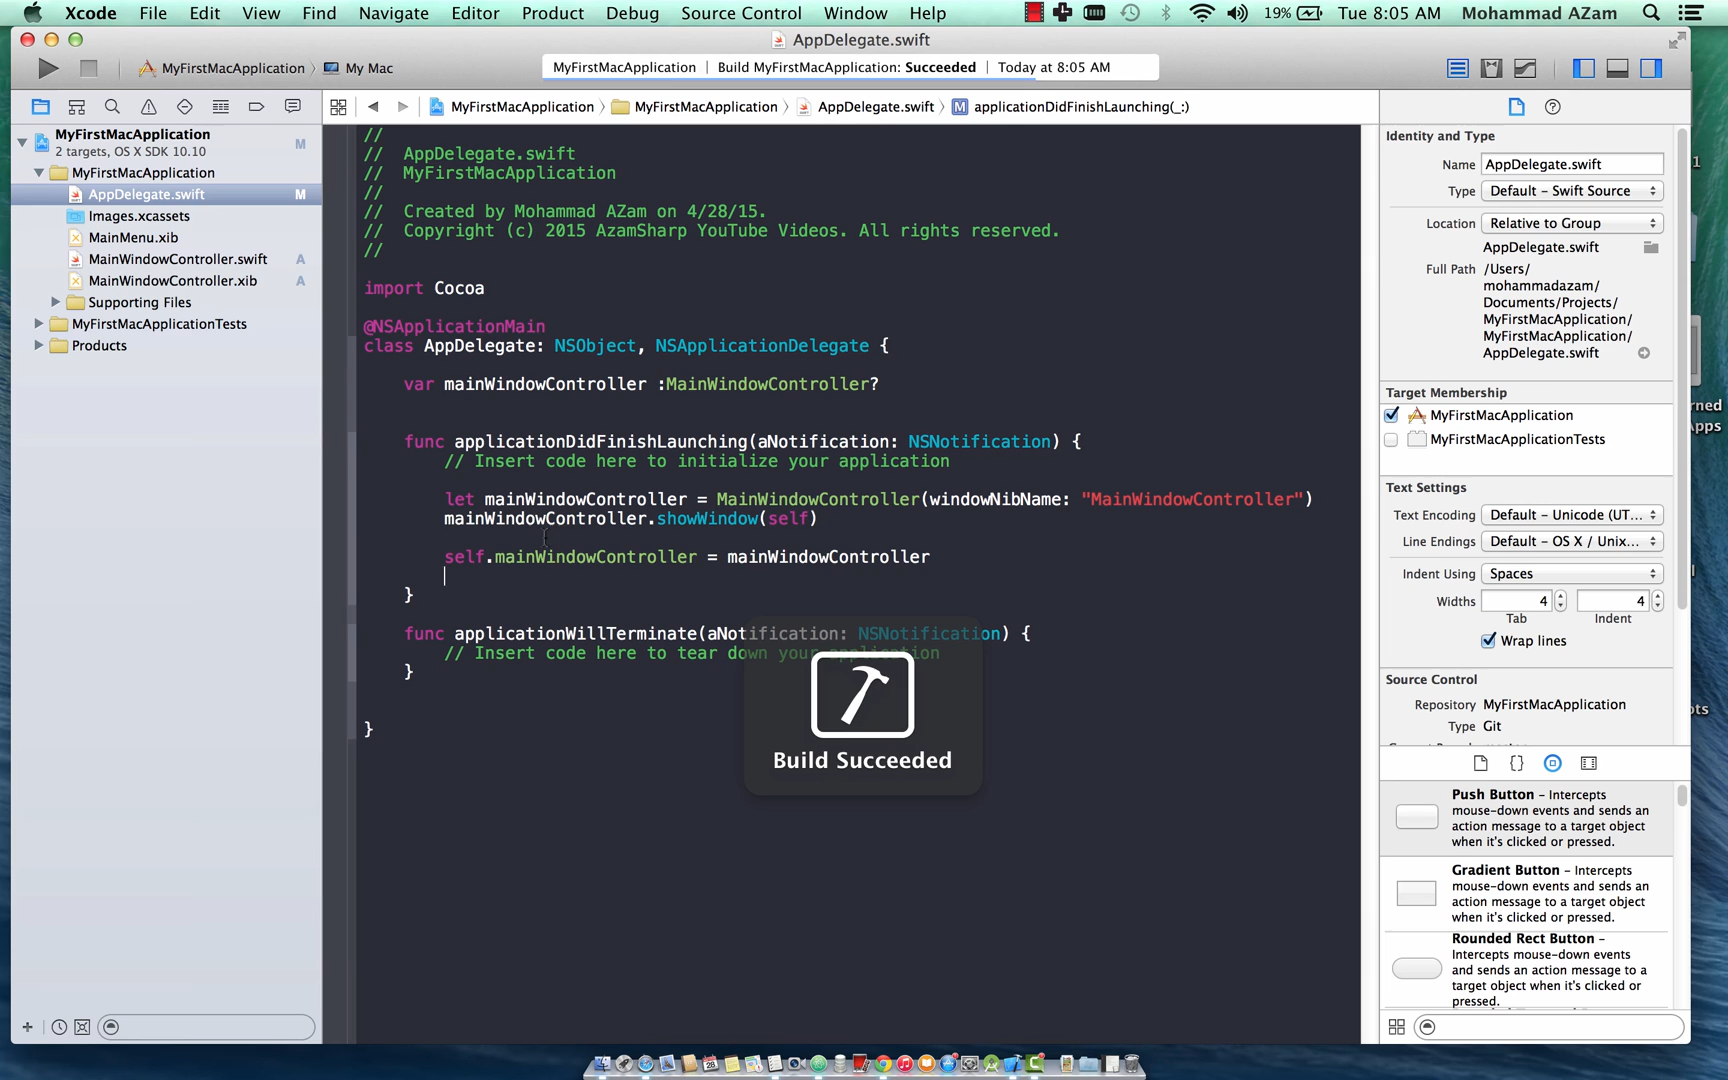 Xcode File Edit View Find Navigate Editor Product Debug Source Control Window Help 19% Tue 8:05 AM Mohammad AZam
AppDelegate.swift
MyFirstMacApplication My Mac
MyFirstMacApplication | Build MyFirstMacApplication: Succeeded | Today at 8:05 AM
MyFirstMacApplication MyFirstMacApplication AppDelegate.swift M applicationDidFinishLaunching(_:)
MyFirstMacApplication M
2 targets, OS X SDK 10.10
MyFirstMacApplication
AppDelegate.swift M
Images.xcassets
MainMenu.xib
MainWindowController.swift A
MainWindowController.xib A
Supporting Files
MyFirstMacApplicationTests
Products
//
// AppDelegate.swift
// MyFirstMacApplication
//
// Created by Mohammad AZam on 4/28/15.
// Copyright (c) 2015 AzamSharp YouTube Videos. All rights reserved.
//
import Cocoa
@NSApplicationMain
class AppDelegate: NSObject, NSApplicationDelegate {
var mainWindowController :MainWindowController?
func applicationDidFinishLaunching(aNotification: NSNotification) {
// Insert code here to initialize your application
let mainWindowController = MainWindowController(windowNibName: "MainWindowController")
mainWindowController.showWindow(self)
self.mainWindowController = mainWindowController
}
func applicationWillTerminate(aNotification: NSNotification) {
// Insert code here to tear down your application
}
}
Build Succeeded
Identity and Type
Name AppDelegate.swift
Type Default - Swift Source
Location Relative to Group
AppDelegate.swift
Full Path /Users/
mohammadazam/
Documents/Projects/
MyFirstMacApplication/
MyFirstMacApplication/
AppDelegate.swift
Target Membership
MyFirstMacApplication
MyFirstMacApplicationTests
Text Settings
Text Encoding Default - Unicode (UT...
Line Endings Default - OS X / Unix...
Indent Using Spaces
Widths 4 4
Tab Indent
Wrap lines
Source Control
Repository MyFirstMacApplication
Type Git
Push Button - Intercepts
mouse-down events and sends an
action message to a target object
when it's clicked or pressed.
Gradient Button - Intercepts
mouse-down events and sends an
action message to a target object
when it's clicked or pressed.
Rounded Rect Button -
Intercepts mouse-down events
and sends an action message to a
target object when it's clicked or
pressed.